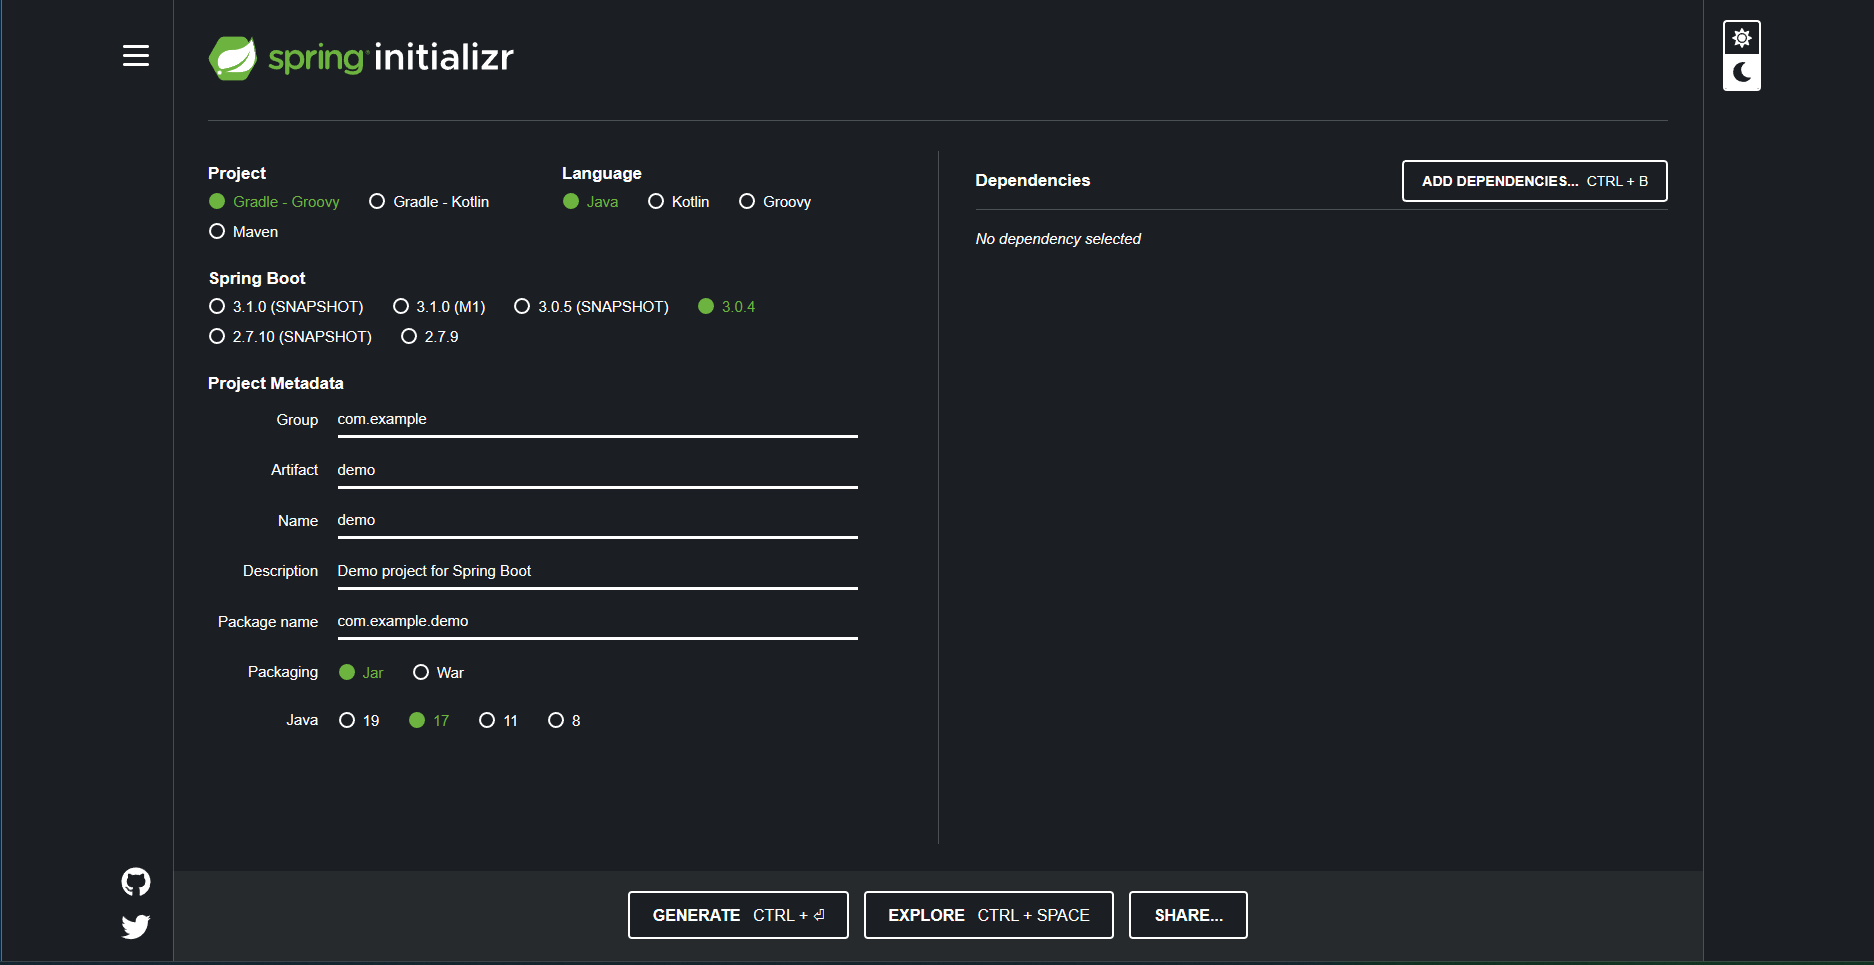 spring initializr
Project
Gradle - Groovy Gradle - Kotlin
Maven
Language
Java Kotlin Groovy
Spring Boot
3.1.0 (SNAPSHOT) 3.1.0 (M1) 3.0.5 (SNAPSHOT) 3.0.4
2.7.10 (SNAPSHOT) 2.7.9
Project Metadata
Group com.example
Artifact demo
Name demo
Description Demo project for Spring Boot
Package name com.example.demo
Packaging Jar War
Java 19 17 11 8
Dependencies
ADD DEPENDENCIES... CTRL + B
No dependency selected
GENERATE CTRL + ⏎
EXPLORE CTRL + SPACE
SHARE...